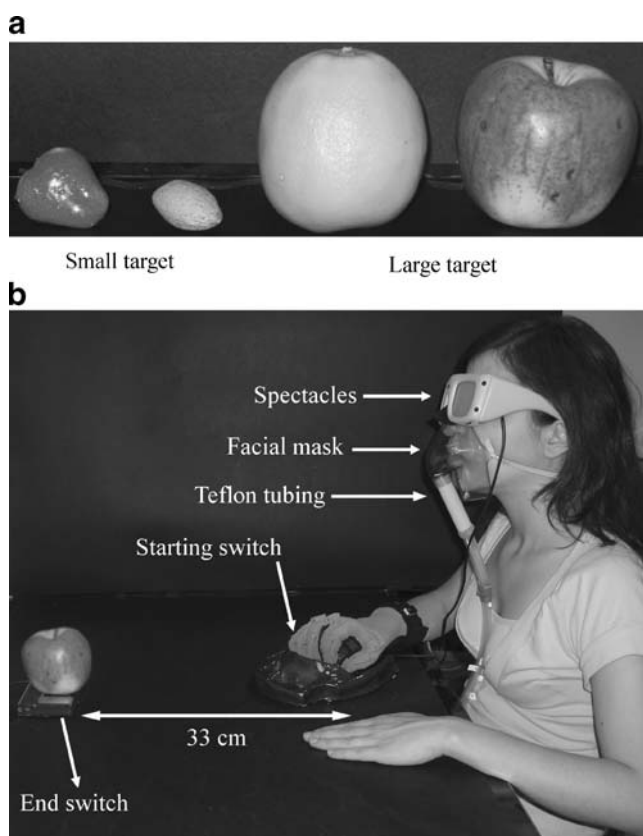 a
Small target
Large target
b
Spectacles
Facial mask
Teflon tubing
Starting switch
33 cm
End switch